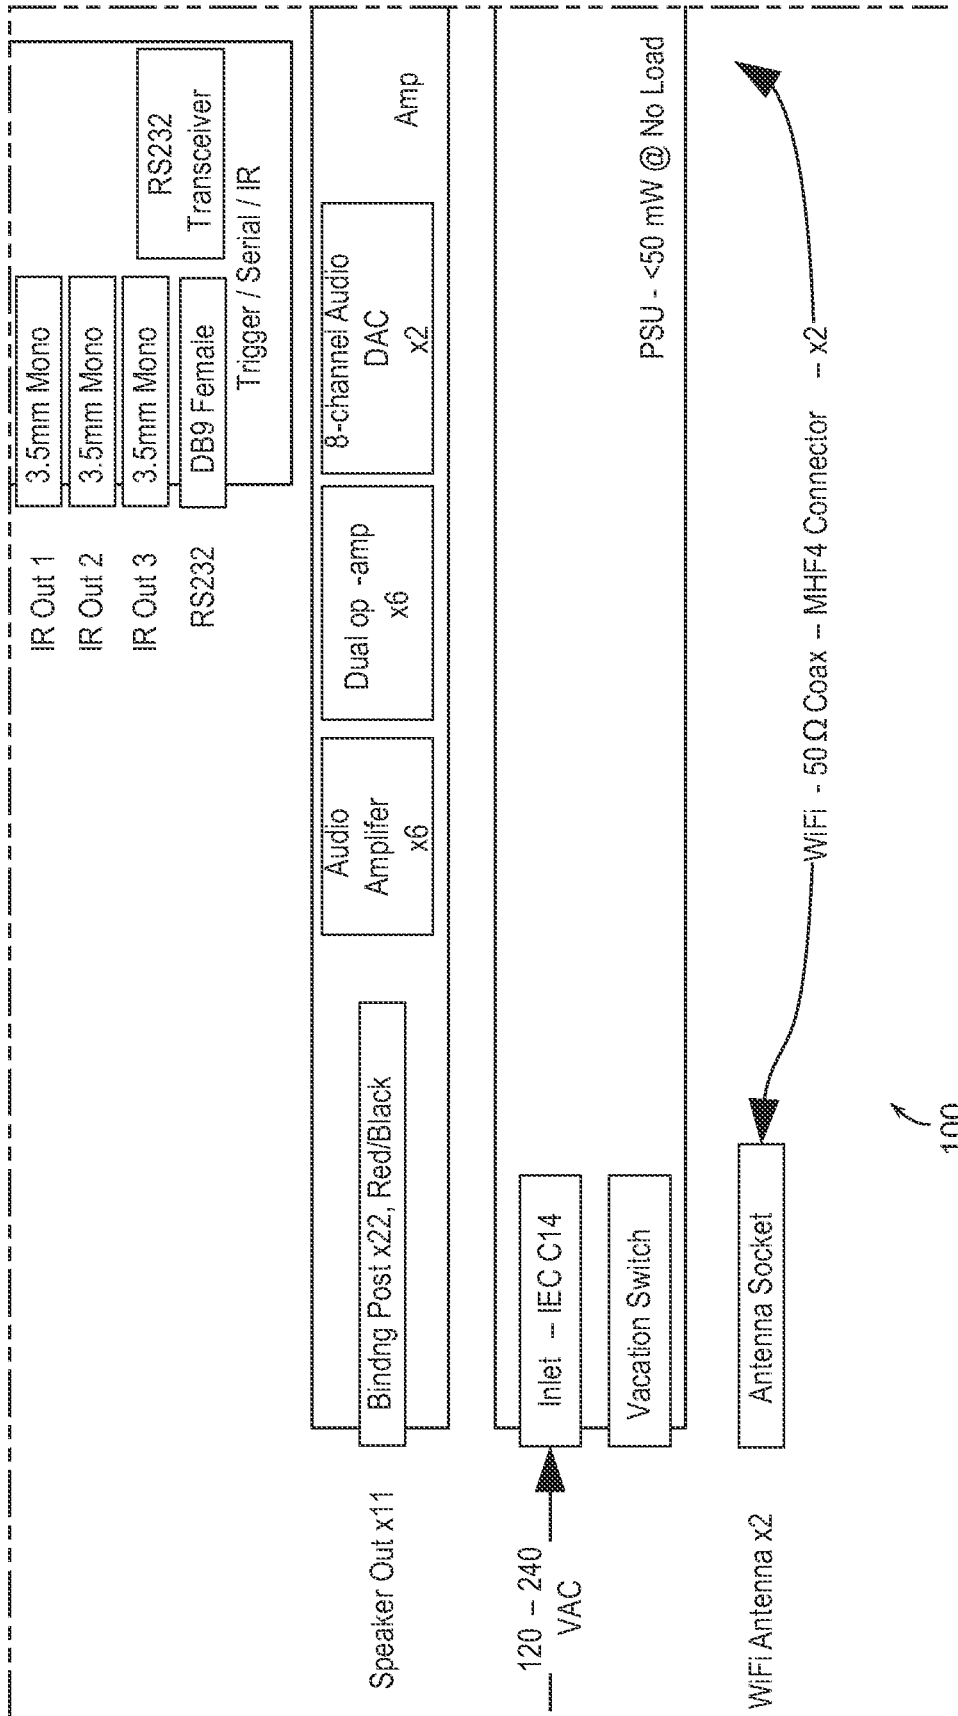 IR Out 1
3.5mm Mono
IR Out 2
3.5mm Mono
IR Out 3
3.5mm Mono
RS232
DB9 Female
RS232
Transceiver
Trigger / Serial / IR
Speaker Out x11
Bindng Post x22, Red/Black
Audio
Amplifer
x6
Dual op -amp
x6
8-channel Audio
DAC
x2
Amp
120 – 240
VAC
Inlet – IEC C14
Vacation Switch
PSU - <50 mW @ No Load
WiFi Antenna x2
Antenna Socket
WiFi - 50 Ω Coax – MHF4 Connector – x2
100